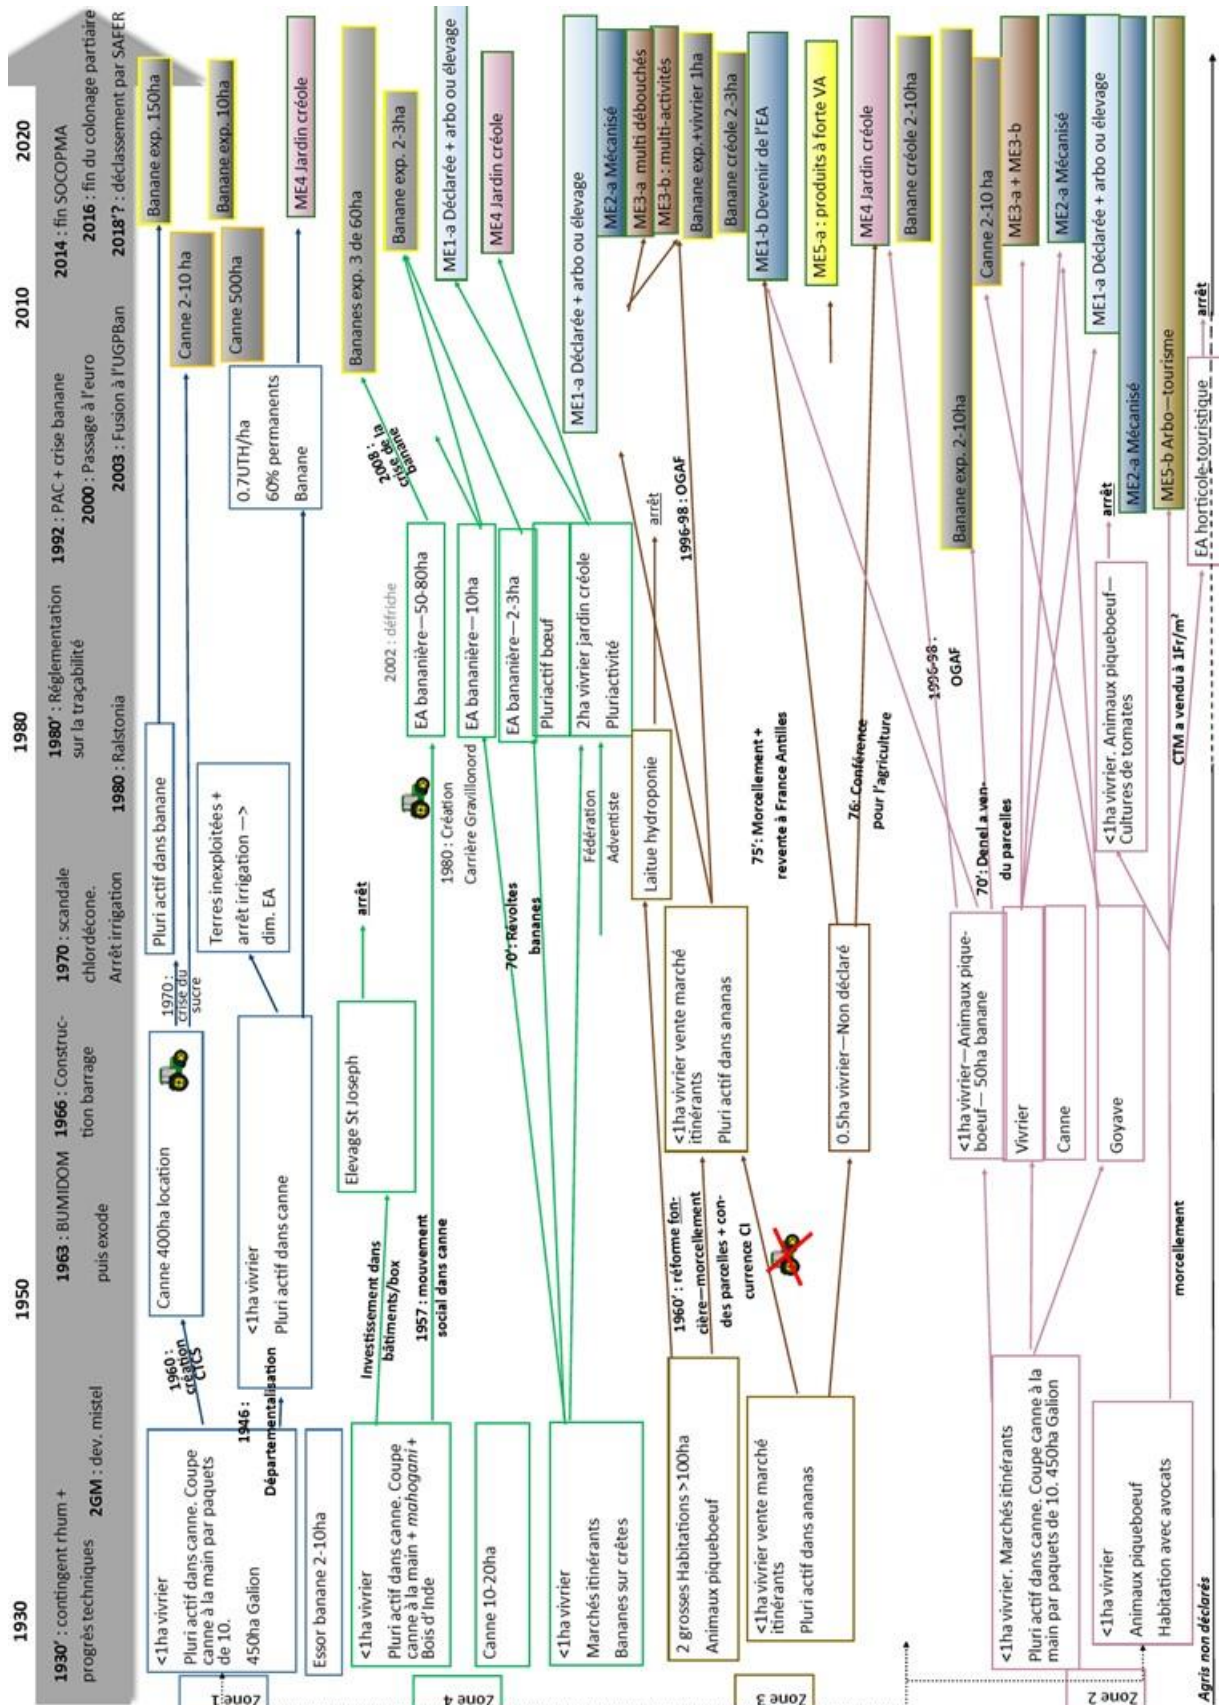 1930
1950
1980
2010
2020
1930' : contingent rhum +
progrès techniques
2GM : dev. mistel
1963 : BUMIDOM
puis exode
1966 : Construc-
tion barrage
1970 : scandale
chlordécone.
Arrêt irrigation
1980' : Réglementation
sur la traçabilité
1980 : Ralstonia
1992 : PAC + crise banane
2000 : Passage à l'euro
2003 : Fusion à l'UGPBan
2014 : fin SOCOPMA
2016 : fin du colonage partiaire
2018'? : déclassement par SAFER
Zone 1
<1ha vivrier
Pluri actif dans canne. Coupe
canne à la main par paquets
de 10.
450ha Galion
Essor banane 2-10ha
1960 :
création
CTCS
1946 :
Départementalisation
Canne 400ha location
<1ha vivrier
Pluri actif dans canne
1970 :
crise du
sucre
Pluri actif dans banane
Terres inexploitées +
arrêt irrigation —>
dim. EA
0.7UTH/ha
60% permanents
Banane
Banane exp. 150ha
Canne 2-10 ha
Banane exp. 10ha
Canne 500ha
ME4 Jardin créole
Zone 4
<1ha vivrier
Pluri actif dans canne. Coupe
canne à la main + mahogani +
Bois d'Inde
Canne 10-20ha
<1ha vivrier
Marchés itinérants
Bananes sur crêtes
Investissement dans
bâtiments/box
1957 : mouvement
social dans canne
Elevage St Joseph
arrêt
70': Révoltes
bananes
1980 : Création
Carrière Gravillonord
Fédération
Adventiste
2002 : défriche
EA bananière—50-80ha
EA bananière—10ha
EA bananière—2-3ha
Pluriactif bœuf
2ha vivrier jardin créole
Pluriactivité
2008 :
crise de la
banane
Bananes exp. 3 de 60ha
Banane exp. 2-3ha
ME1-a Déclarée + arbo ou élevage
ME4 Jardin créole
Zone 3
2 grosses Habitations >100ha
Animaux piqueboeuf
<1ha vivrier vente marché
itinérants
Pluri actif dans ananas
1960' : réforme fon-
cière—morcellement
des parcelles + con-
currence CI
<1ha vivrier vente marché
itinérants
Pluri actif dans ananas
0.5ha vivrier—Non déclaré
Laitue hydroponie
arrêt
1996-98 : OGAF
75': Morcellement +
revente à France Antilles
76: Conférence
pour l'agriculture
ME1-a Déclarée + arbo ou élevage
ME2-a Mécanisé
ME3-a multi débouchés
ME3-b : multi-activités
Banane exp.+vivrier 1ha
Banane créole 2-3ha
ME1-b Devenir de l'EA
ME5-a : produits à forte VA
ME4 Jardin créole
Zone 2
<1ha vivrier. Marchés itinérants
Pluri actif dans canne. Coupe canne à la
main par paquets de 10. 450ha Galion
<1ha vivrier
Animaux piqueboeuf
Habitation avec avocats
<1ha vivrier—Animaux pique-
boeuf— 50ha banane
Vivrier
Canne
Goyave
morcellement
70': Denel a ven-
du parcelles
1996-98 :
OGAF
<1ha vivrier. Animaux piqueboeuf—
Cultures de tomates
arrêt
CTM a vendu à 1Fr/m²
EA horticole-touristique
arrêt
Banane créole 2-10ha
Banane exp. 2-10ha
Canne 2-10 ha
ME3-a + ME3-b
ME2-a Mécanisé
ME1-a Déclarée + arbo ou élevage
ME2-a Mécanisé
ME5-b Arbo—tourisme
Agris non déclarés